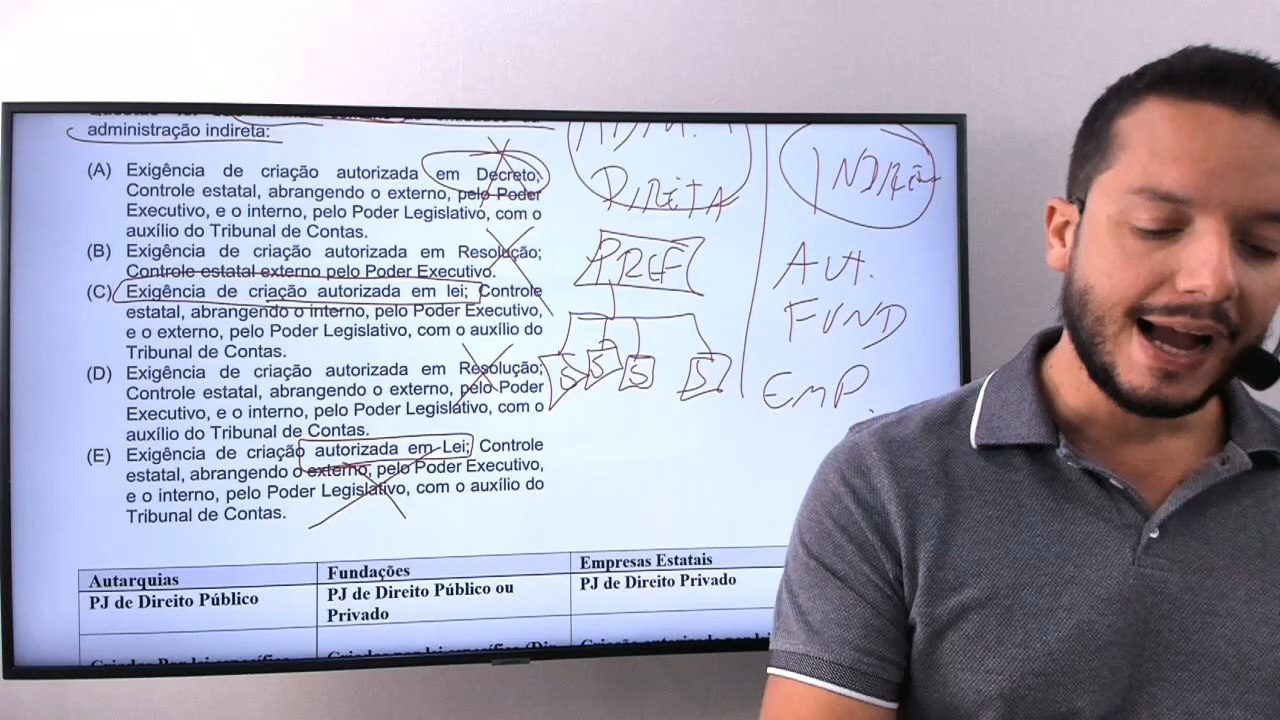 administração indireta:
(A) Exigência de criação autorizada em Decreto;
Controle estatal, abrangendo o externo, pelo Poder
Executivo, e o interno, pelo Poder Legislativo, com o
auxílio do Tribunal de Contas.
(B) Exigência de criação autorizada em Resolução;
Controle estatal externo pelo Poder Executivo.
(C) Exigência de criação autorizada em lei; Controle
estatal, abrangendo o interno, pelo Poder Executivo,
e o externo, pelo Poder Legislativo, com o auxílio do
Tribunal de Contas.
(D) Exigência de criação autorizada em Resolução;
Controle estatal, abrangendo o externo, pelo Poder
Executivo, e o interno, pelo Poder Legislativo, com o
auxílio do Tribunal de Contas.
(E) Exigência de criação autorizada em Lei; Controle
estatal, abrangendo o externo, pelo Poder Executivo,
e o interno, pelo Poder Legislativo, com o auxílio do
Tribunal de Contas.
ADM.
DIRETA
PREF
S S S S
AUT.
FUND
EMP.
Autarquias Fundações Empresas Estatais
PJ de Direito Público PJ de Direito Público ou PJ de Direito Privado
Privado